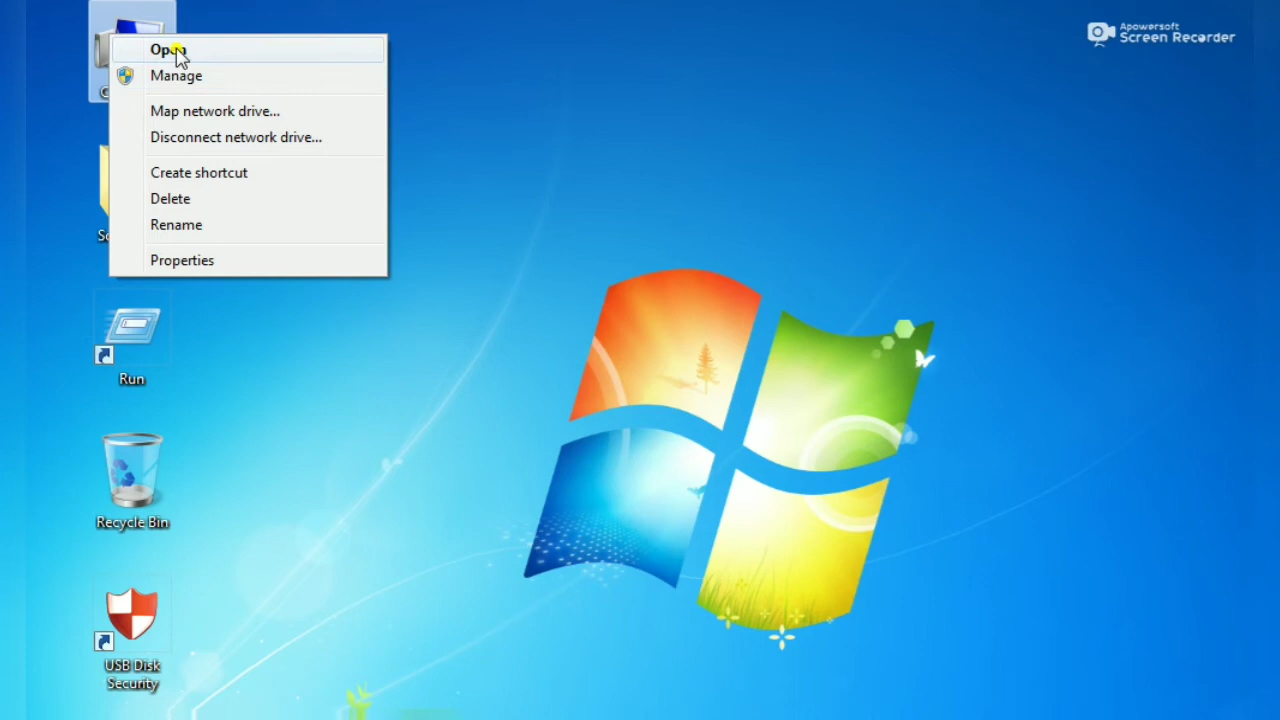 Apowersoft
Screen Recorder
Open
Manage
Map network drive...
Disconnect network drive...
Create shortcut
Delete
Rename
Properties
Run
Recycle Bin
USB Disk
Security